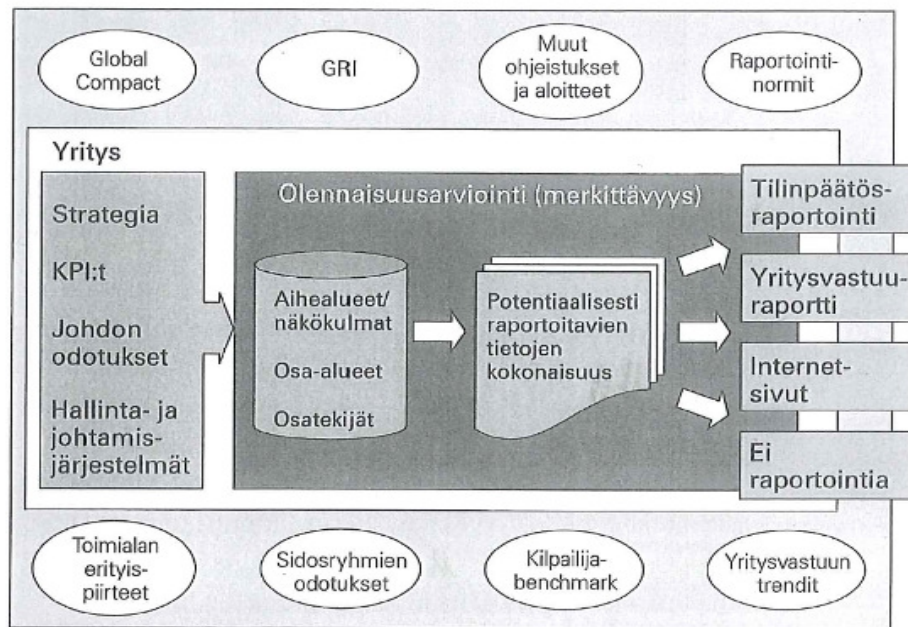 Global
Compact
GRI
Muut
ohjeistukset
ja aloitteet
Raportointi-
normit
Yritys
Strategia
KPI:t
Johdon
odotukset
Hallinta- ja
johtamis-
järjestelmät
Olennaisuusarviointi (merkittävyys)
Aihealueet/
näkökulmat
Osa-alueet
Osatekijät
Potentiaalisesti
raportoitavien
tietojen
kokonaisuus
Tilinpäätös-
raportointi
Yritysvastuu-
raportti
Internet-
sivut
Ei
raportointia
Toimialan
erityis-
piirteet
Sidosryhmien
odotukset
Kilpailija-
benchmark
Yritysvastuun
trendit